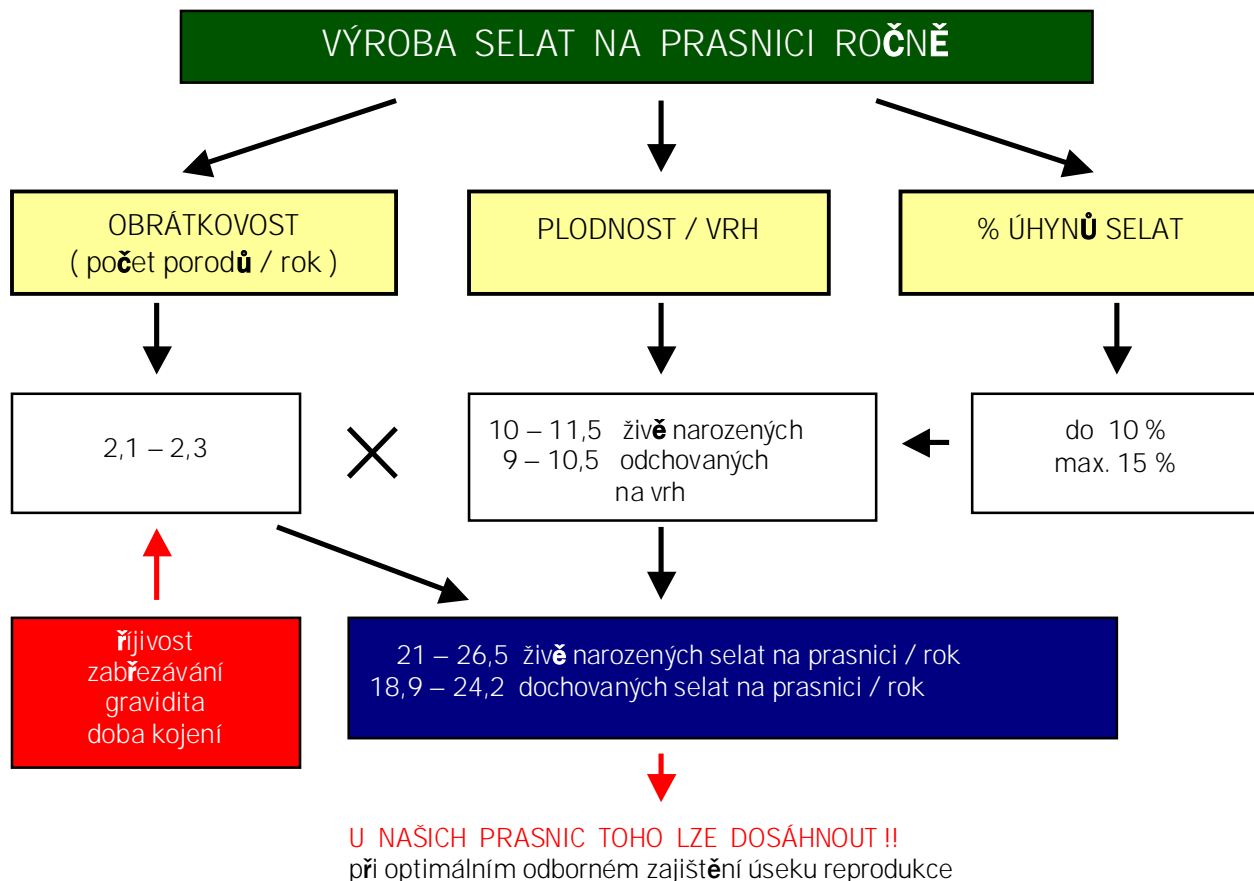 VÝROBA SELAT NA PRASNICI ROČNĚ
OBRÁTKOVOST
( počet porodů / rok )
PLODNOST / VRH
% ÚHYNŮ SELAT
2,1 – 2,3
10 – 11,5 živě narozených
9 – 10,5 odchovaných
na vrh
do 10 %
max. 15 %
říjivost
zabřezávání
gravidita
doba kojení
21 – 26,5 živě narozených selat na prasnici / rok
18,9 – 24,2 dochovaných selat na prasnici / rok
U NAŠICH PRASNIC TOHO LZE DOSÁHNOUT !!
při optimálním odborném zajištění úseku reprodukce